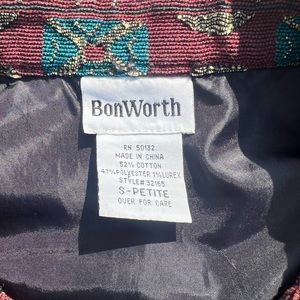 BonWorth
RN 50132
MADE IN CHINA
52% COTTON
47%POLYESTER 1%LUREX
STYLE#32165
S-PETITE
OVER FOR CARE